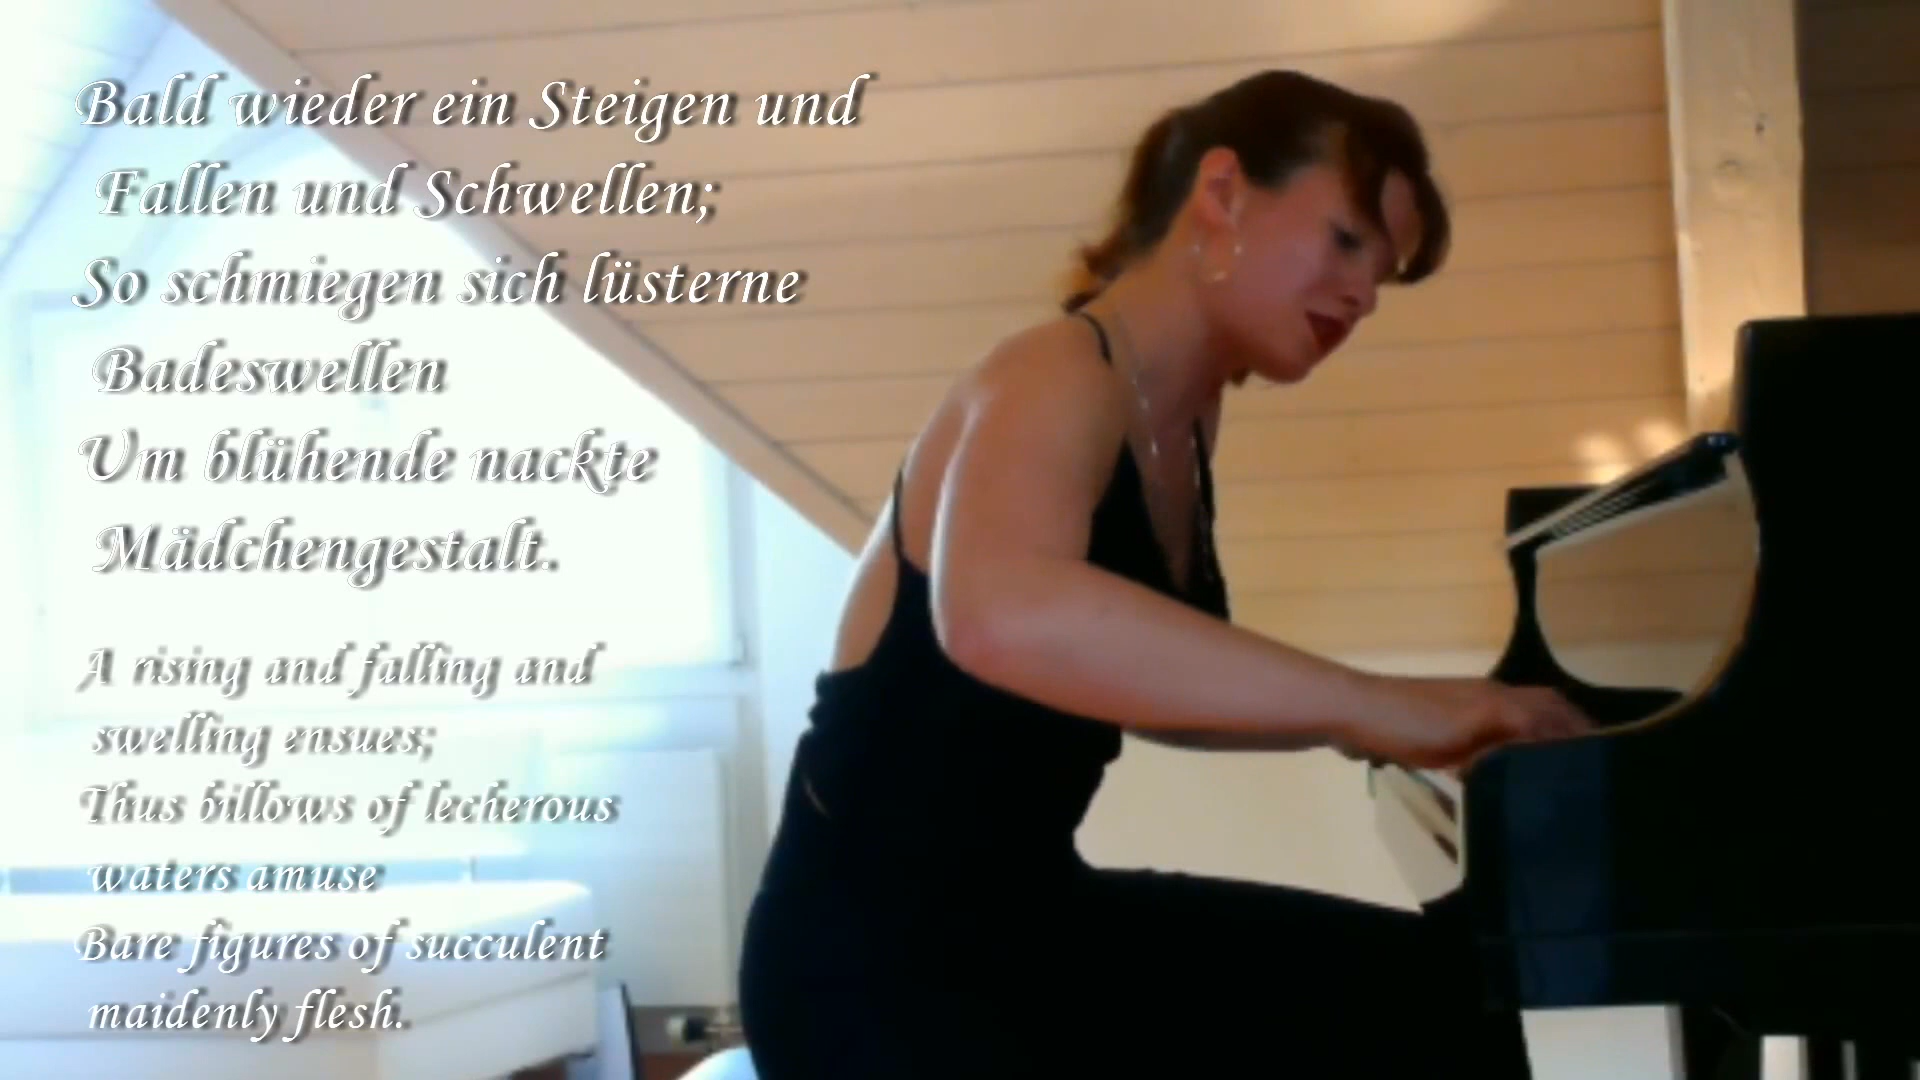 Bald wieder ein Steigen und
Fallen und Schwellen;
So schmiegen sich lüsterne
Badeswellen
Um blühende nackte
Mädchengestalt.
A rising and falling and
swelling ensues;
Thus billows of lecherous
waters amuse
Bare figures of succulent
maidenly flesh.